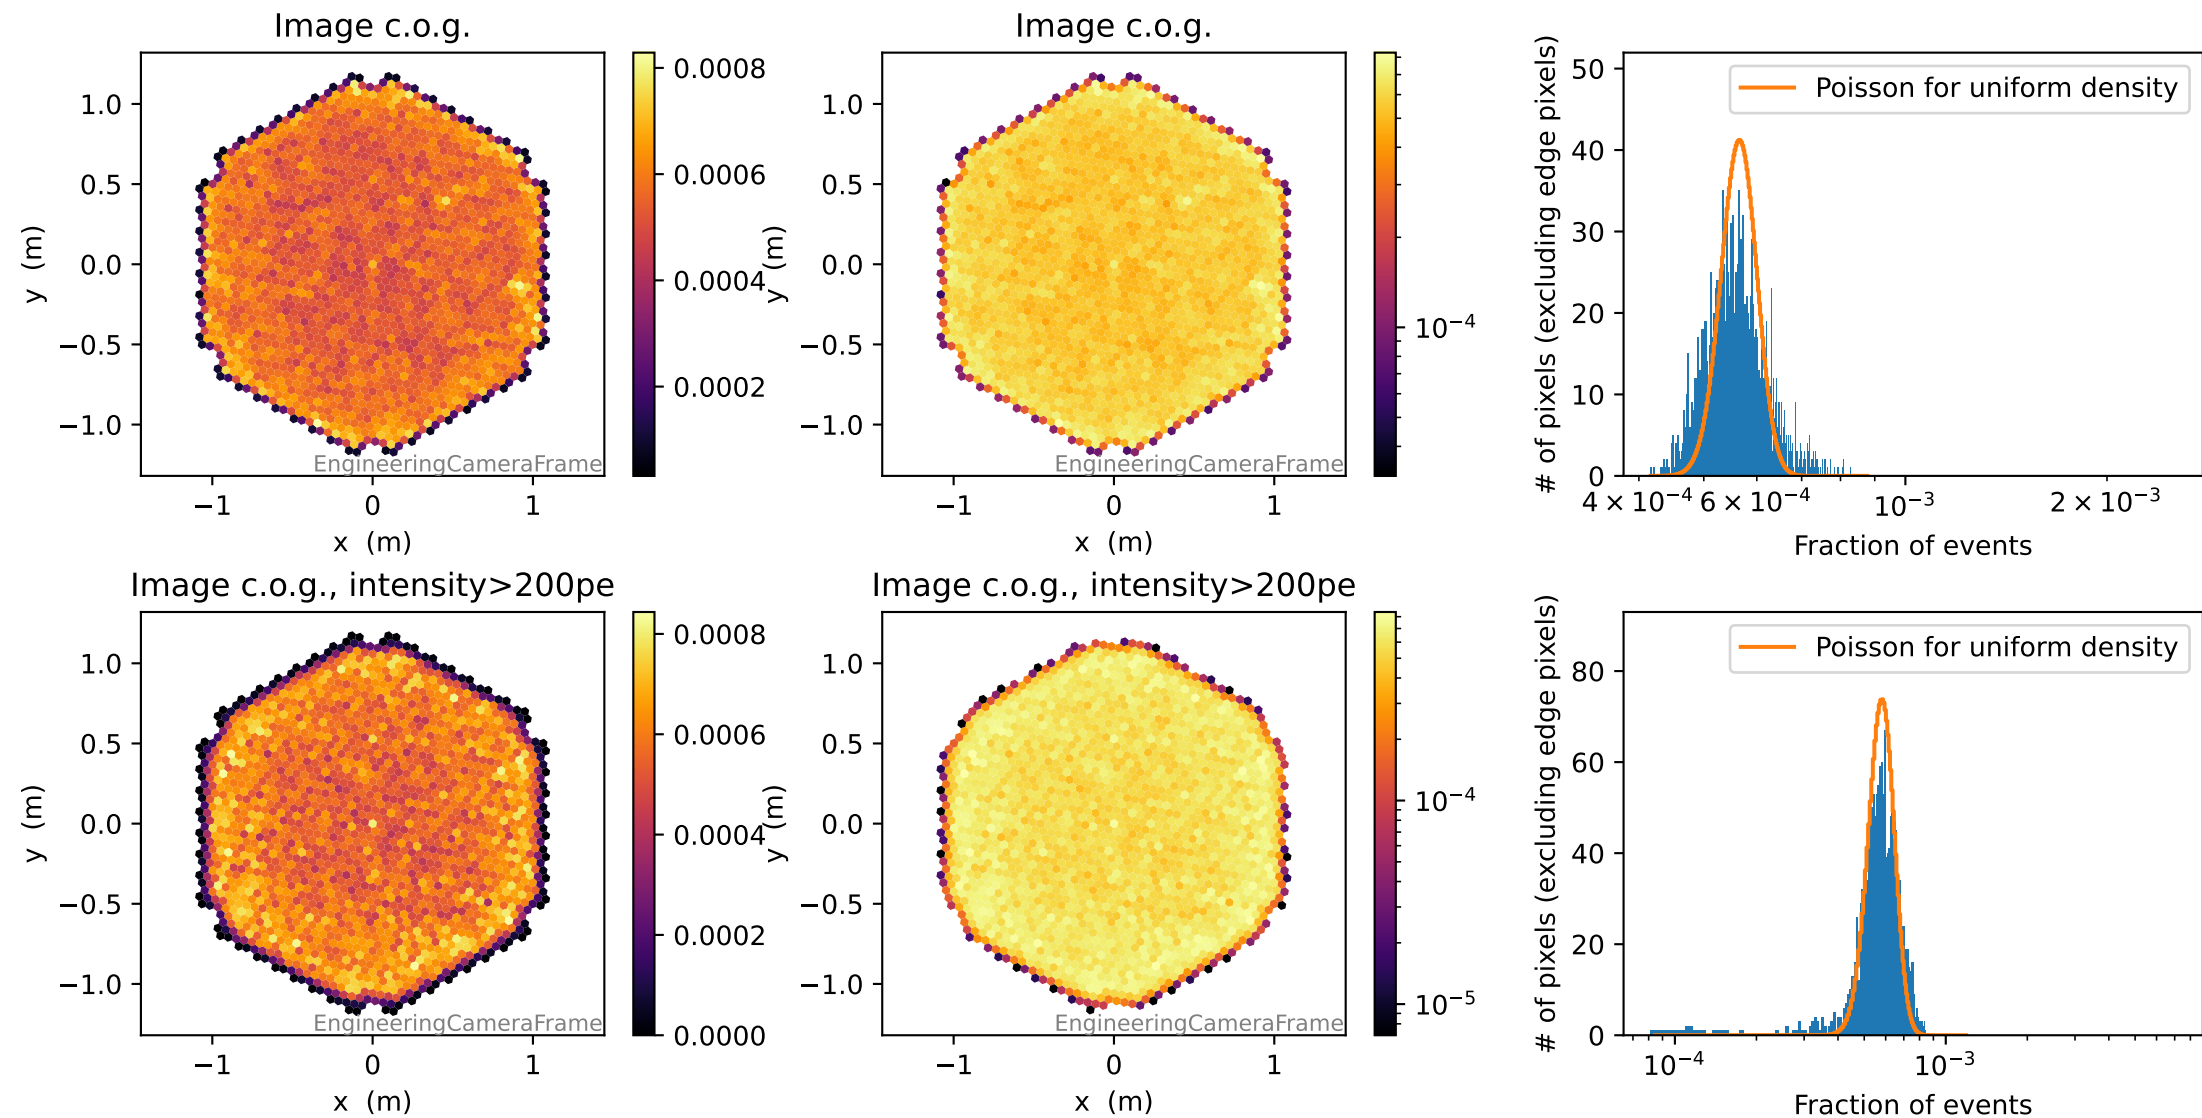 Image c.o.g.
1.0
0.5
0.0
−0.5
−1.0
y (m)
−1
0
1
x (m)
EngineeringCameraFrame
0.0008
0.0006
0.0004
0.0002
Image c.o.g.
1.0
0.5
0.0
−0.5
−1.0
y (m)
−1
0
1
x (m)
EngineeringCameraFrame
10⁻⁴
50
40
30
20
10
0
# of pixels (excluding edge pixels)
Poisson for uniform density
4 × 10⁻⁴
6 × 10⁻⁴
10⁻³
2 × 10⁻³
Fraction of events
Image c.o.g., intensity>200pe
1.0
0.5
0.0
−0.5
−1.0
y (m)
−1
0
1
x (m)
EngineeringCameraFrame
0.0008
0.0006
0.0004
0.0002
0.0000
Image c.o.g., intensity>200pe
1.0
0.5
0.0
−0.5
−1.0
y (m)
−1
0
1
x (m)
EngineeringCameraFrame
10⁻⁴
10⁻⁵
80
60
40
20
0
# of pixels (excluding edge pixels)
Poisson for uniform density
10⁻⁴
10⁻³
Fraction of events